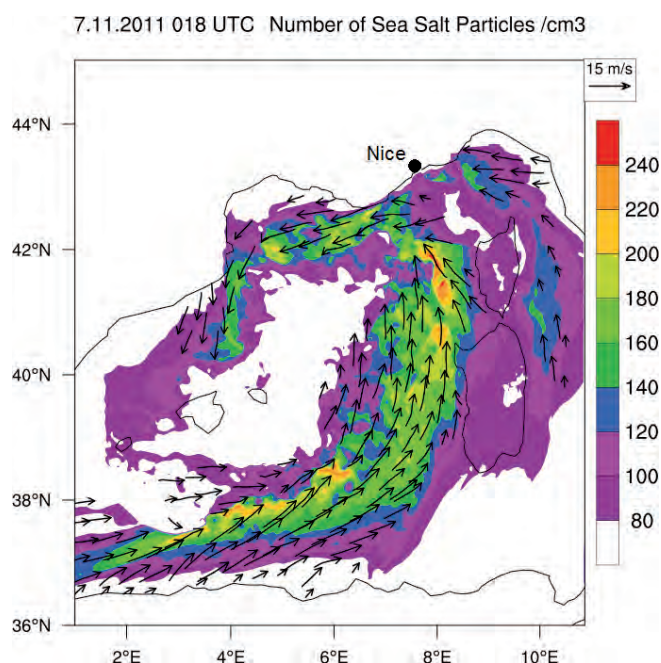 7.11.2011 018 UTC Number of Sea Salt Particles /cm3
15 m/s
44°N
Nice
240
42°N
220
200
180
160
40°N
140
120
38°N
100
80
36°N
2°E 4°E 6°E 8°E 10°E